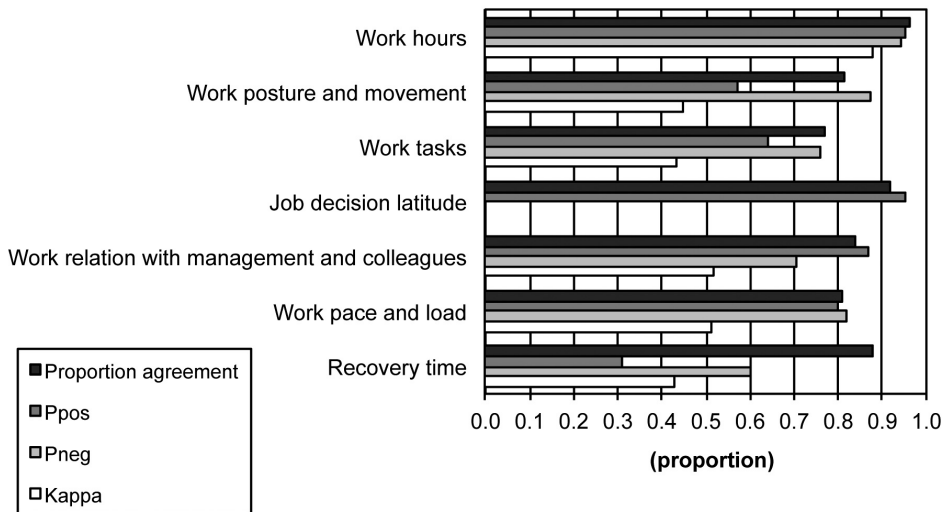 Work hours
Work posture and movement
Work tasks
Job decision latitude
Work relation with management and colleagues
Work pace and load
Recovery time
0.0 0.1 0.2 0.3 0.4 0.5 0.6 0.7 0.8 0.9 1.0
(proportion)
Proportion agreement
Ppos
Pneg
Kappa